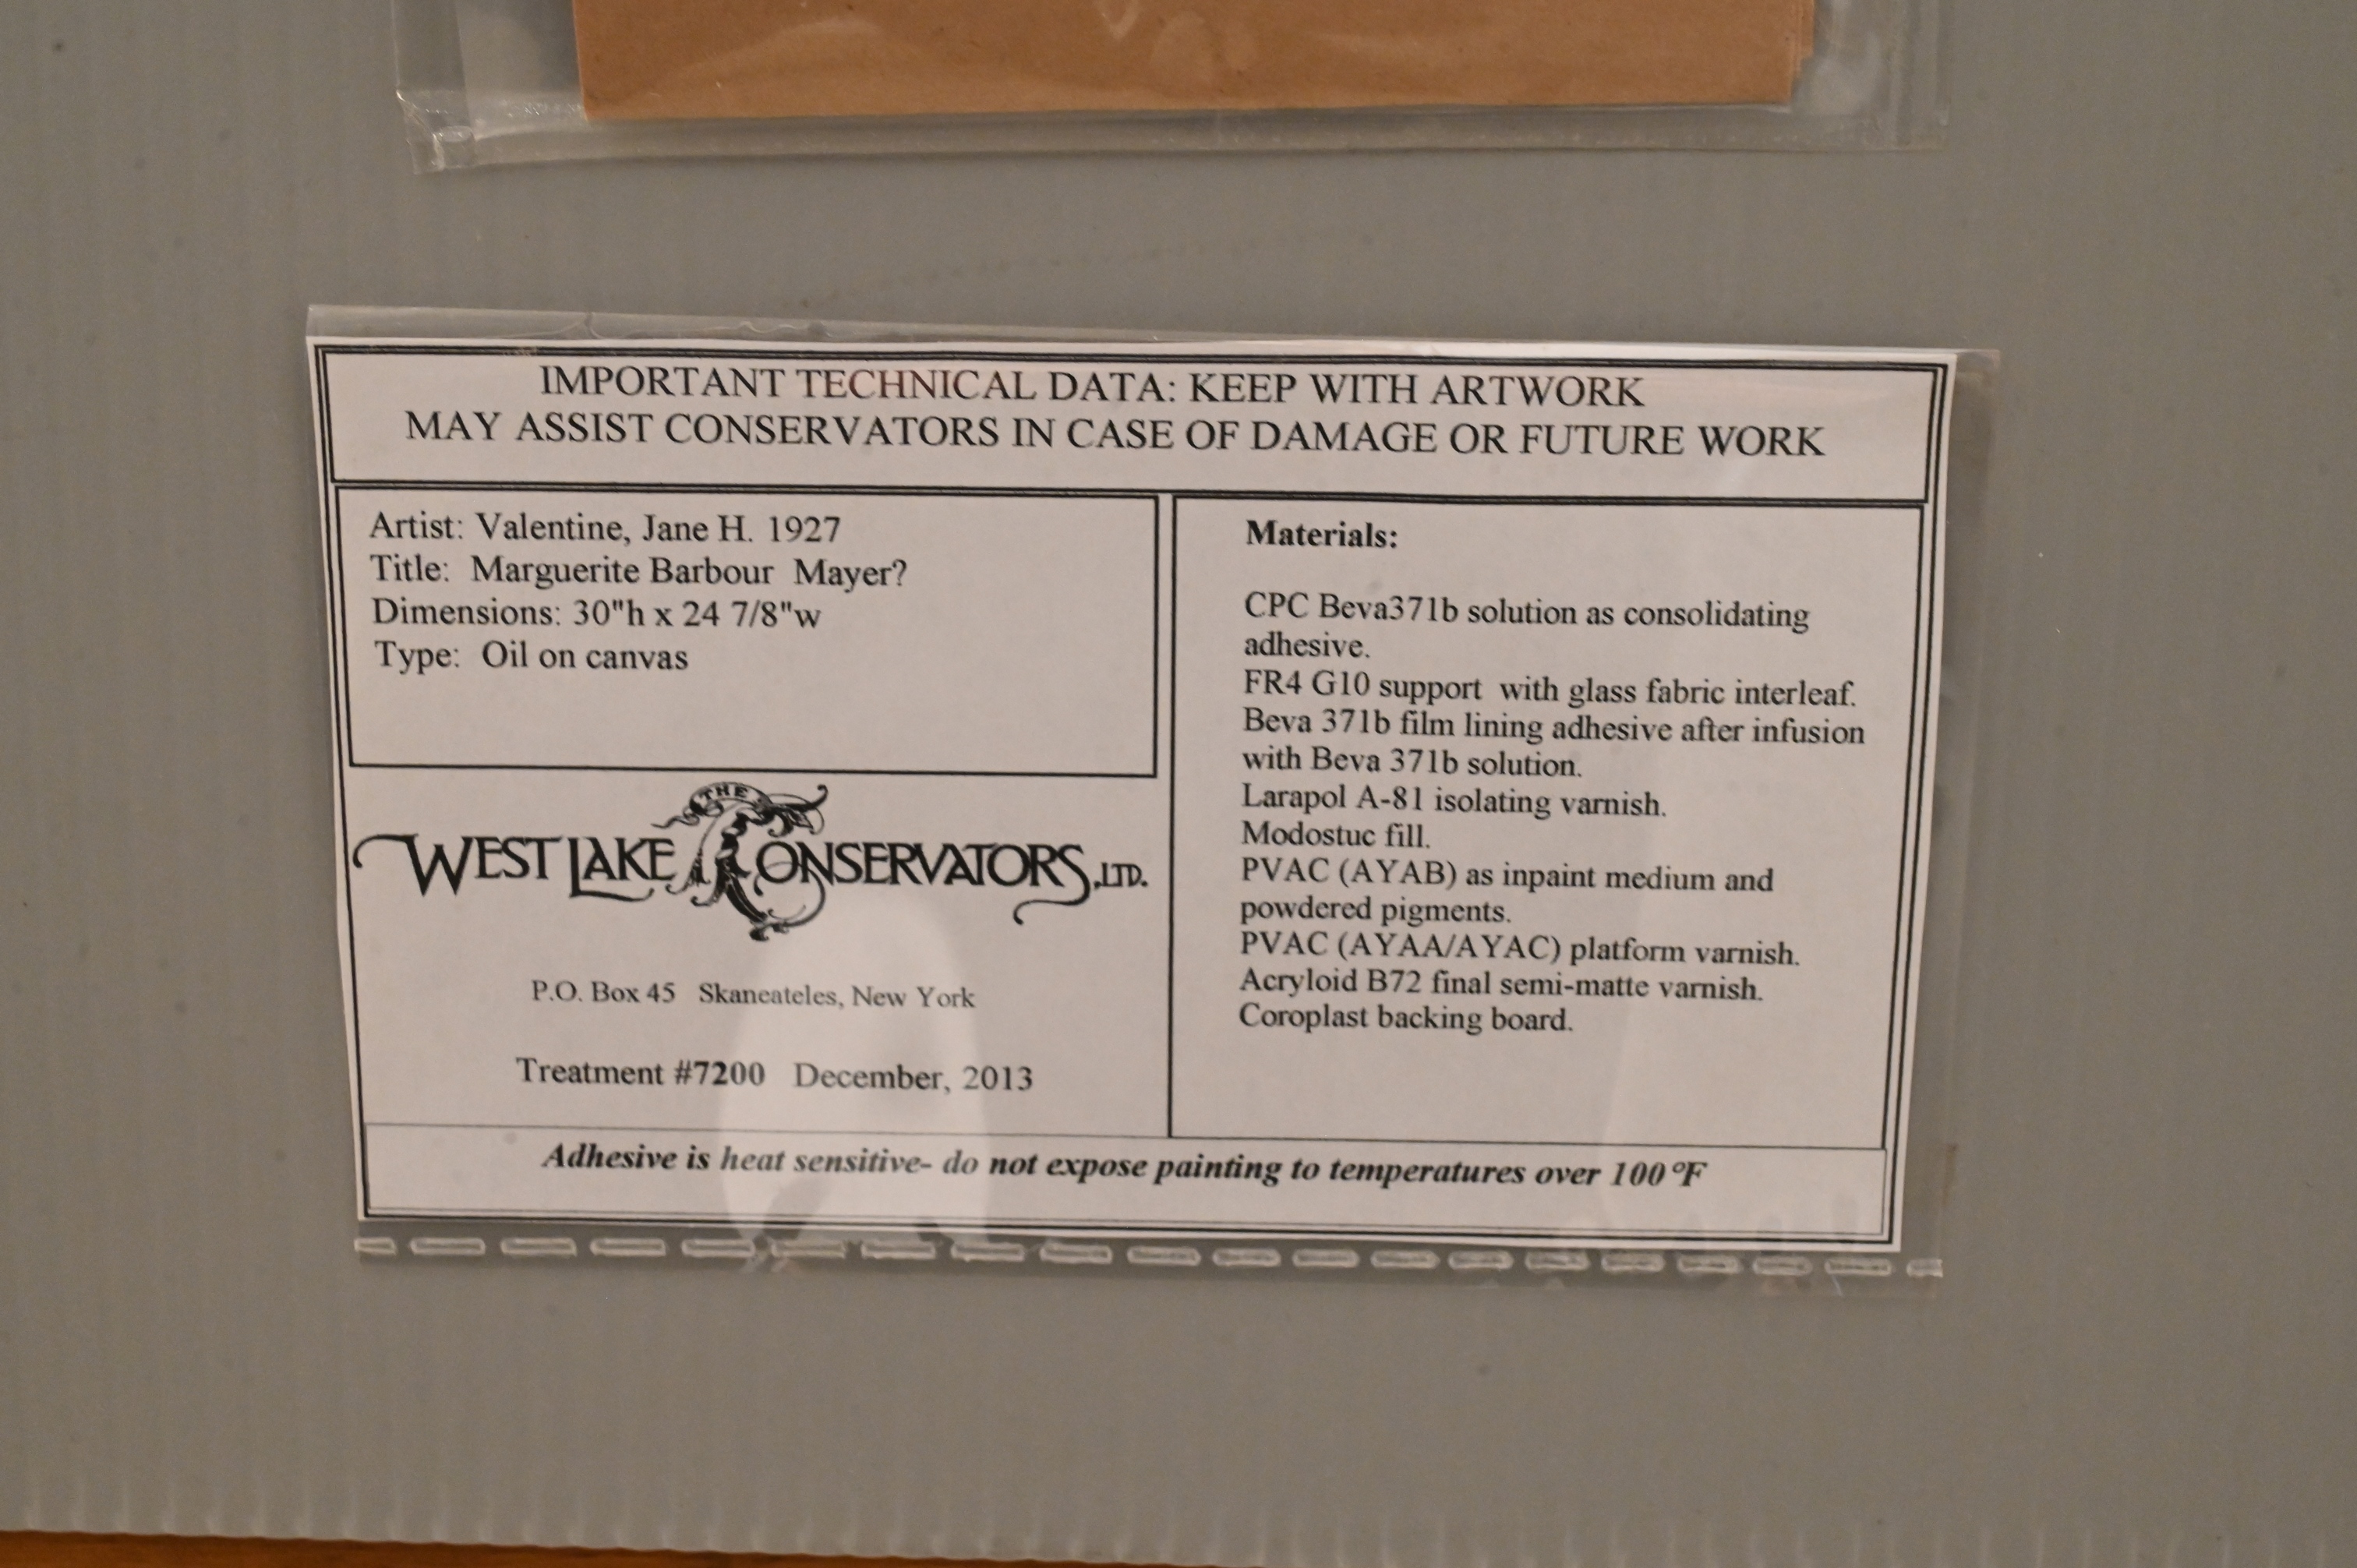 IMPORTANT TECHNICAL DATA: KEEP WITH ARTWORK
MAY ASSIST CONSERVATORS IN CASE OF DAMAGE OR FUTURE WORK
Artist: Valentine, Jane H. 1927
Title: Marguerite Barbour Mayer?
Dimensions: 30"h x 24 7/8"w
Type: Oil on canvas
THE
WEST LAKE CONSERVATORS, LTD.
P.O. Box 45 Skaneateles, New York
Treatment #7200 December, 2013
Materials:
CPC Beva371b solution as consolidating
adhesive.
FR4 G10 support with glass fabric interleaf.
Beva 371b film lining adhesive after infusion
with Beva 371b solution.
Larapol A-81 isolating varnish.
Modostuc fill.
PVAC (AYAB) as inpaint medium and
powdered pigments.
PVAC (AYAA/AYAC) platform varnish.
Acryloid B72 final semi-matte varnish.
Coroplast backing board.
Adhesive is heat sensitive- do not expose painting to temperatures over 100°F